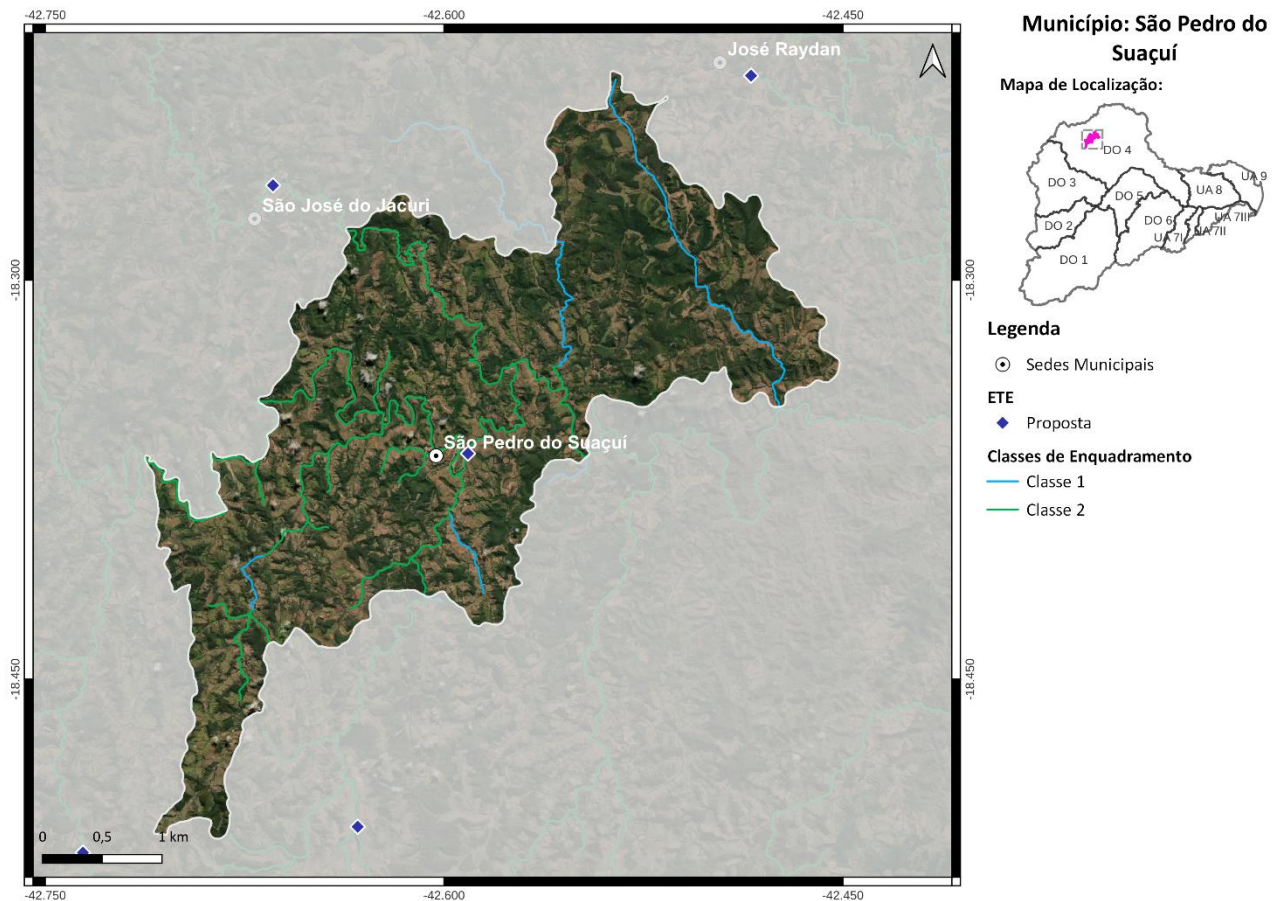 -42.750
-42.600
-42.450
Município: São Pedro do
Suaçuí
José Raydan
Mapa de Localização:
DO 4
UA 9
DO 3
DO 5
UA 8
DO 2
DO 6
UA 7III
UA 7II
UA 7I
DO 1
São José do Jacuri
-18.300
-18.300
Legenda
Sedes Municipais
ETE
Proposta
São Pedro do Suaçuí
Classes de Enquadramento
Classe 1
Classe 2
-18.450
-18.450
0 0,5 1 km
-42.750
-42.600
-42.450